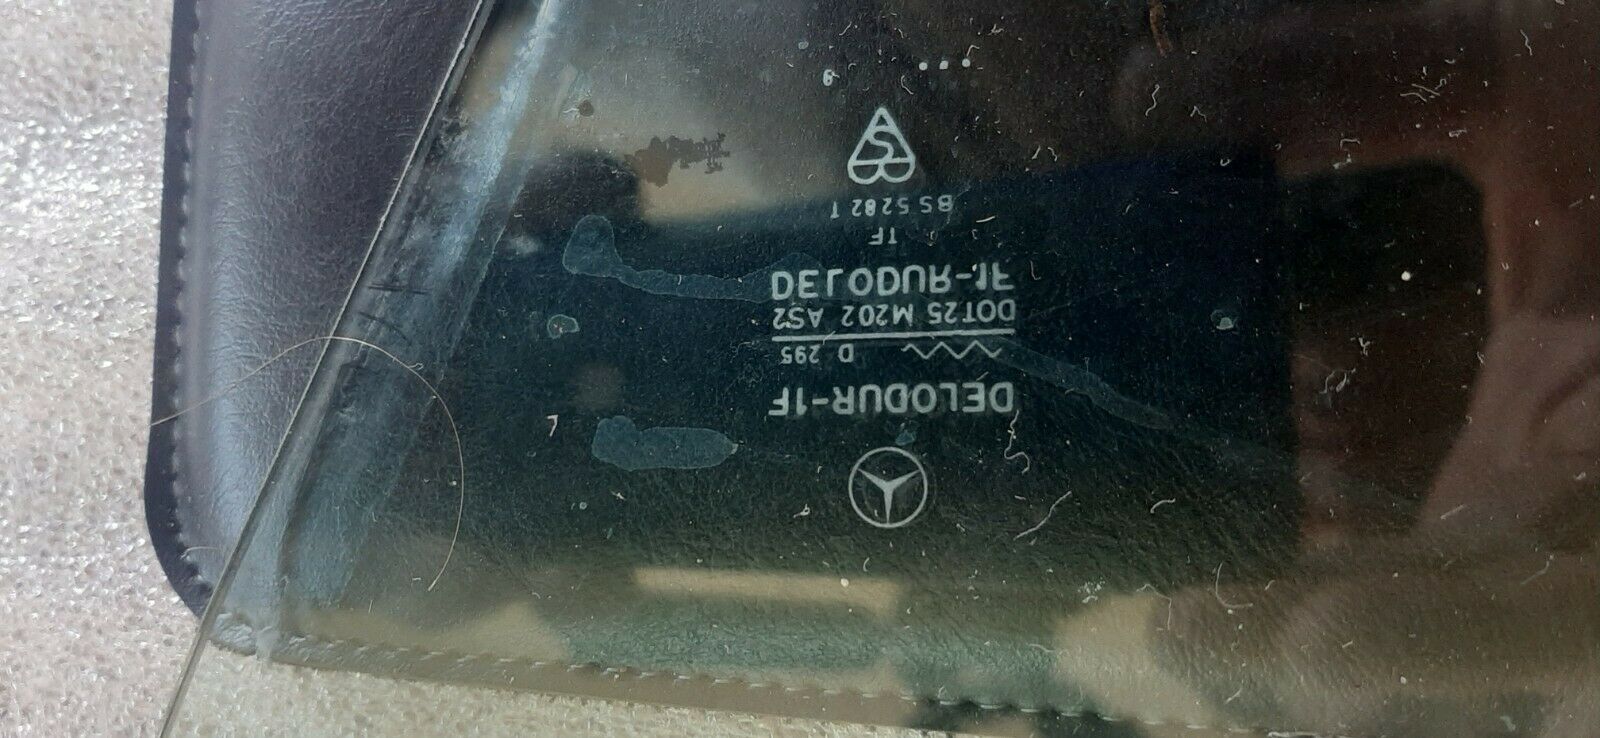 DELODUR-1F
D 295
DOT25 M202 AS2
DELODUR-1F
TF
BS 5282 T
S